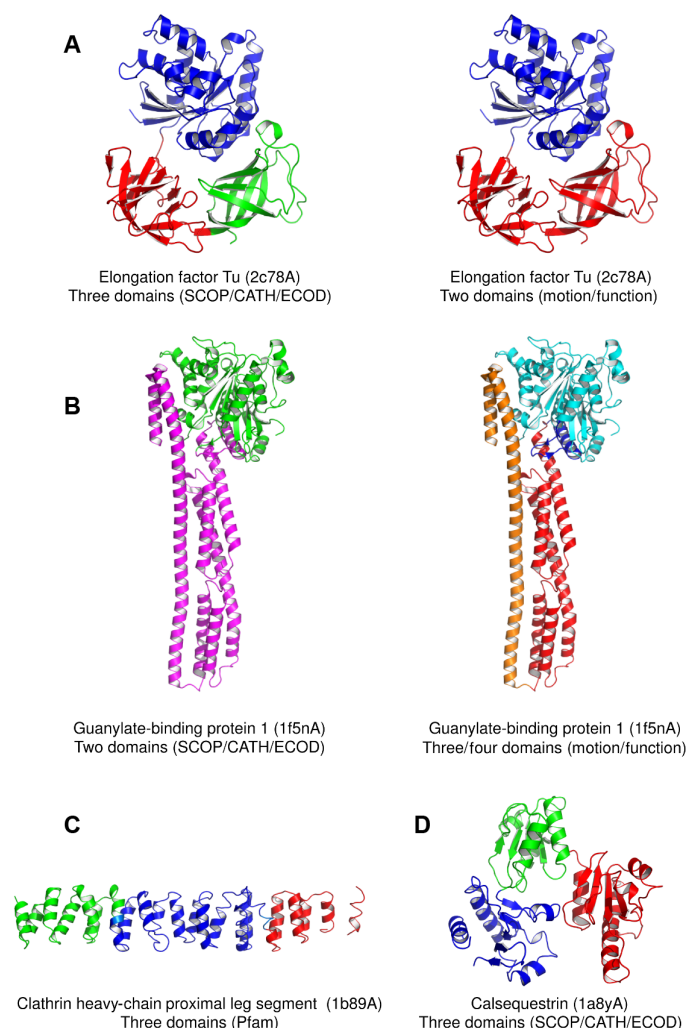 A
Elongation factor Tu (2c78A)
Three domains (SCOP/CATH/ECOD)
Elongation factor Tu (2c78A)
Two domains (motion/function)
B
Guanylate-binding protein 1 (1f5nA)
Two domains (SCOP/CATH/ECOD)
Guanylate-binding protein 1 (1f5nA)
Three/four domains (motion/function)
C
Clathrin heavy-chain proximal leg segment (1b89A)
Three domains (Pfam)
D
Calsequestrin (1a8yA)
Three domains (SCOP/CATH/ECOD)